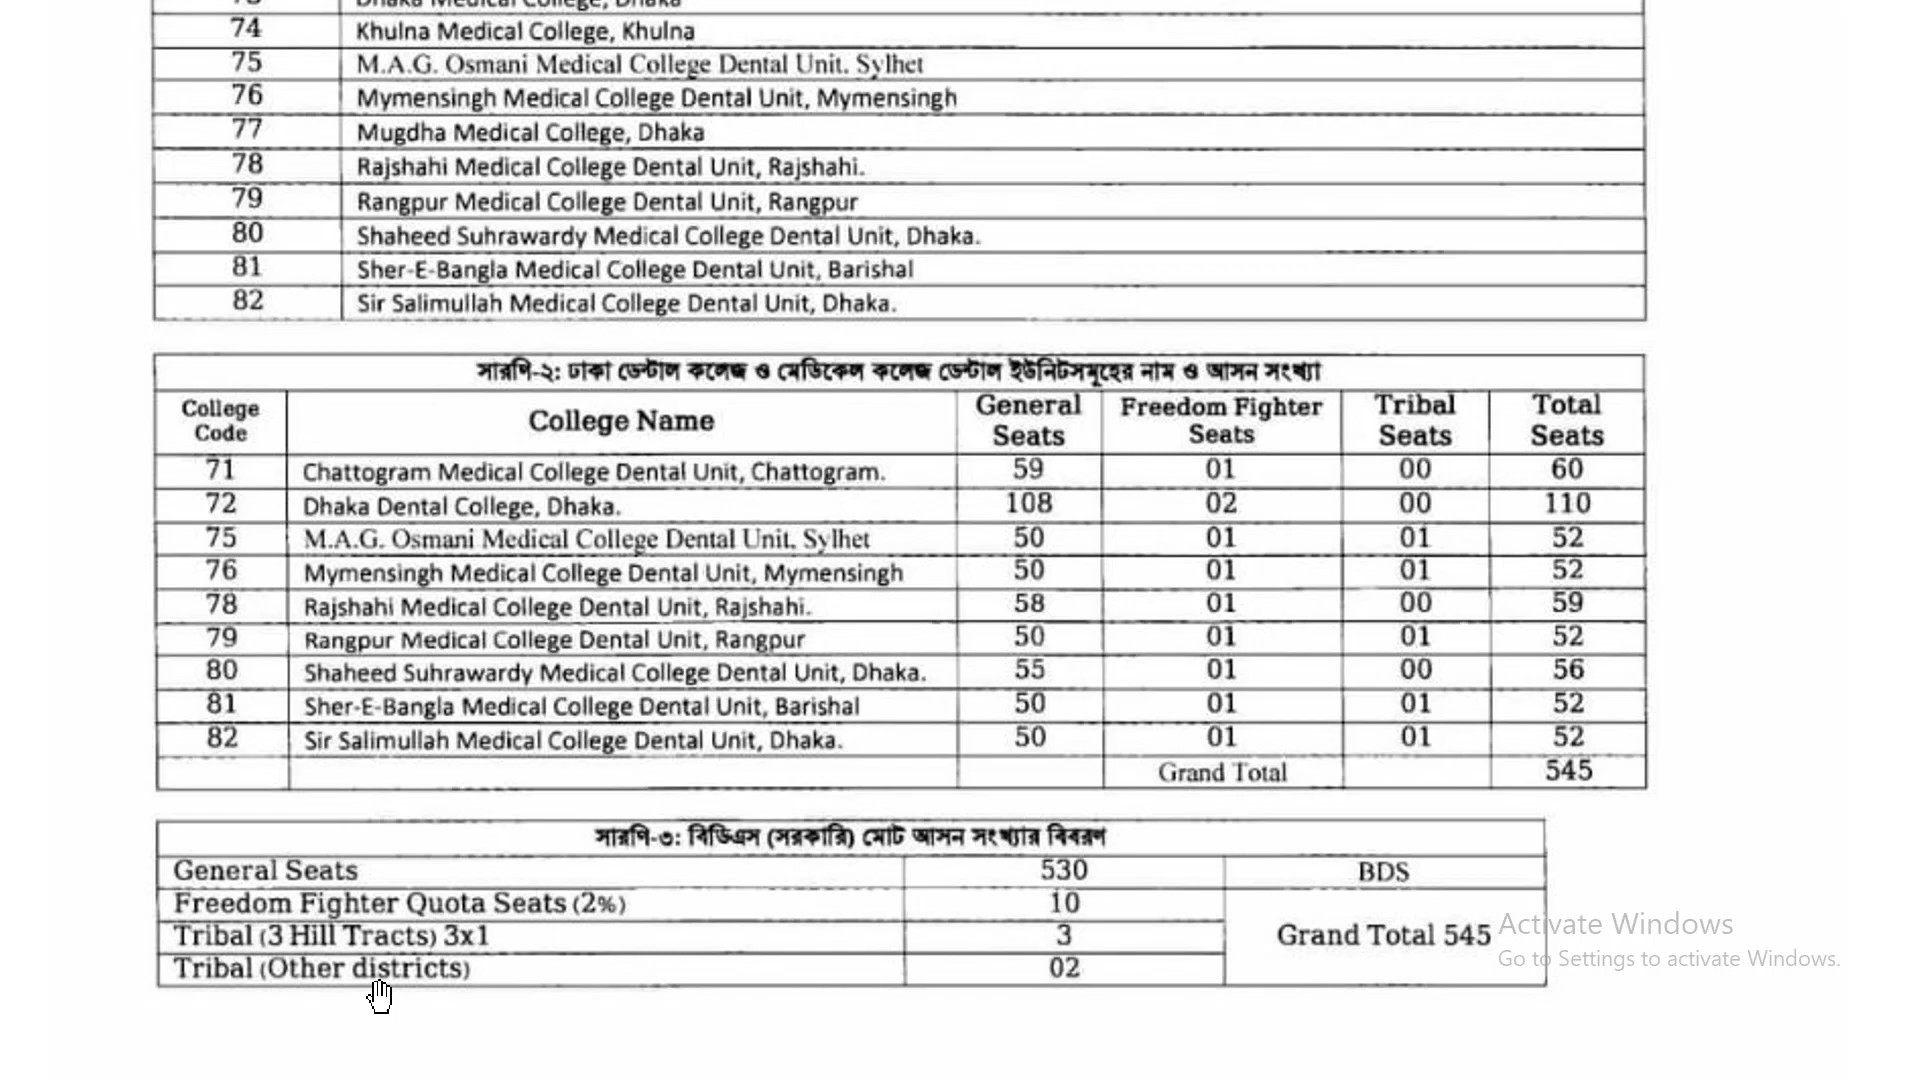 Dhaka Medical College, Dhaka
74 Khulna Medical College, Khulna
75 M.A.G. Osmani Medical College Dental Unit. Sylhet
76 Mymensingh Medical College Dental Unit, Mymensingh
77 Mugdha Medical College, Dhaka
78 Rajshahi Medical College Dental Unit, Rajshahi.
79 Rangpur Medical College Dental Unit, Rangpur
80 Shaheed Suhrawardy Medical College Dental Unit, Dhaka.
81 Sher-E-Bangla Medical College Dental Unit, Barishal
82 Sir Salimullah Medical College Dental Unit, Dhaka.
সারণি-২: ঢাকা ডেন্টাল কলেজ ও মেডিকেল কলেজ ডেন্টাল ইউনিটসমূহের নাম ও আসন সংখ্যা
College Code College Name General Seats Freedom Fighter Seats Tribal Seats Total Seats
71 Chattogram Medical College Dental Unit, Chattogram. 59 01 00 60
72 Dhaka Dental College, Dhaka. 108 02 00 110
75 M.A.G. Osmani Medical College Dental Unit. Sylhet 50 01 01 52
76 Mymensingh Medical College Dental Unit, Mymensingh 50 01 01 52
78 Rajshahi Medical College Dental Unit, Rajshahi. 58 01 00 59
79 Rangpur Medical College Dental Unit, Rangpur 50 01 01 52
80 Shaheed Suhrawardy Medical College Dental Unit, Dhaka. 55 01 00 56
81 Sher-E-Bangla Medical College Dental Unit, Barishal 50 01 01 52
82 Sir Salimullah Medical College Dental Unit, Dhaka. 50 01 01 52
Grand Total 545
সারণি-৩: বিডিএস (সরকারি) মোট আসন সংখ্যার বিবরণ
General Seats 530 BDS
Freedom Fighter Quota Seats (2%) 10
Tribal (3 Hill Tracts) 3x1 3 Grand Total 545
Tribal (Other districts) 02
Activate Windows
Go to Settings to activate Windows.